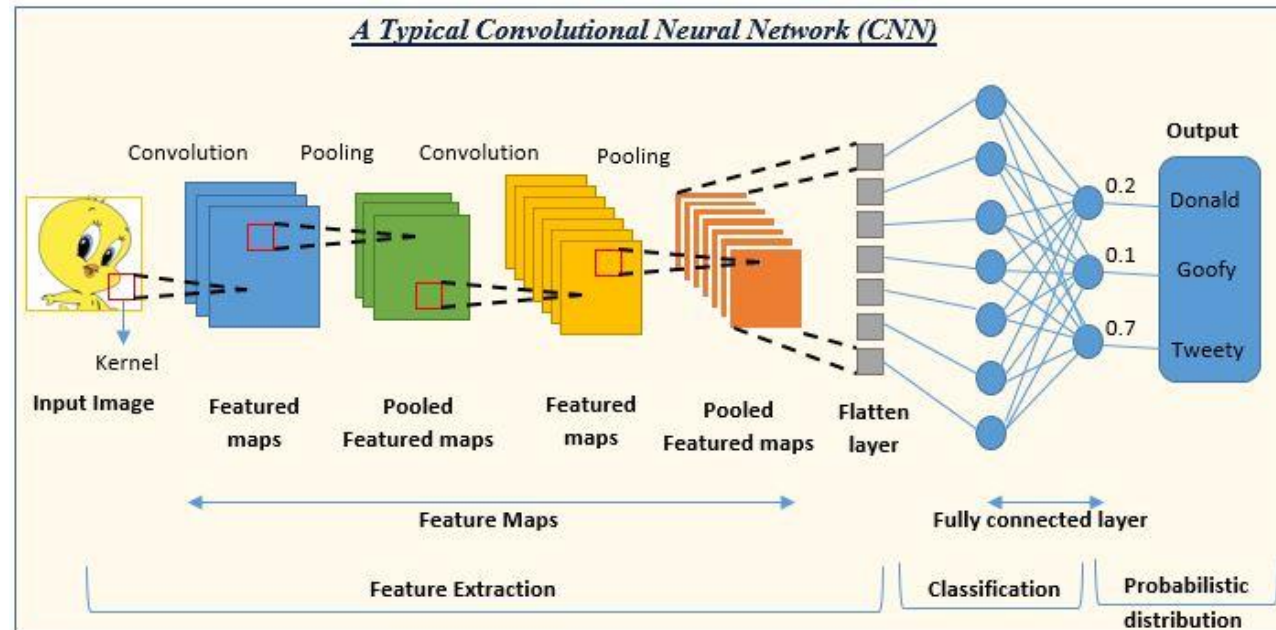 A Typical Convolutional Neural Network (CNN)
Convolution
Pooling
Convolution
Pooling
Kernel
Input Image
Featured
maps
Pooled
Featured maps
Featured
maps
Pooled
Featured maps
Flatten
layer
0.2
0.1
0.7
Output
Donald
Goofy
Tweety
Feature Maps
Fully connected layer
Feature Extraction
Classification
Probabilistic
distribution